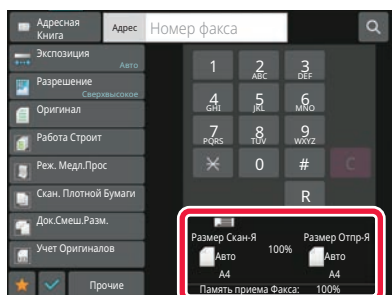 Адресная
Книга
Адрес
Номер факса
Экспозиция
Авто
Разрешение
Сверхвысокое
Оригинал
Работа Строит
Реж. Медл.Прос
Скан. Плотной Бумаги
Док.Смеш.Разм.
Учет Оригиналов
Прочие
1
2 ABC
3 DEF
4 GHI
5 JKL
6 MNO
7 PQRS
8 TUV
9 WXYZ
0
#
C
R
Размер Скан-Я
Размер Отпр-Я
100%
Авто
Авто
A4
A4
Память приема Факса: 100%